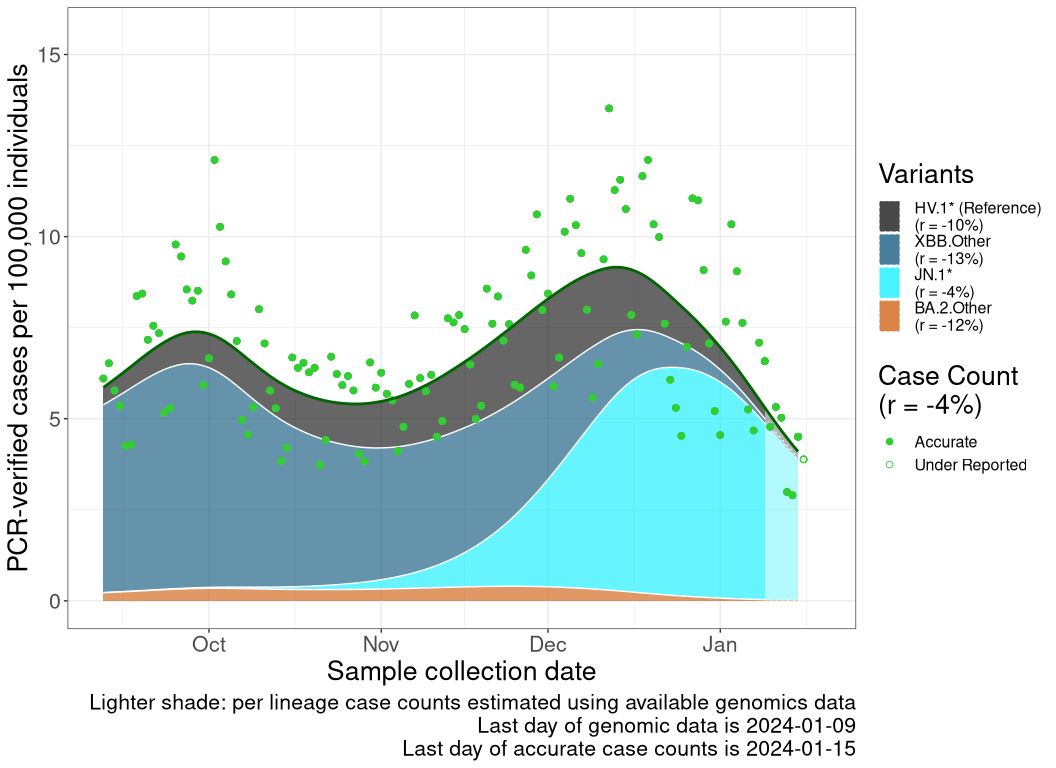 PCR-verified cases per 100,000 individuals
15
10
5
0
Oct
Nov
Dec
Jan
Sample collection date
Lighter shade: per lineage case counts estimated using available genomics data
Last day of genomic data is 2024-01-09
Last day of accurate case counts is 2024-01-15
Variants
HV.1* (Reference)
(r = -10%)
XBB.Other
(r = -13%)
JN.1*
(r = -4%)
BA.2.Other
(r = -12%)
Case Count
(r = -4%)
Accurate
Under Reported